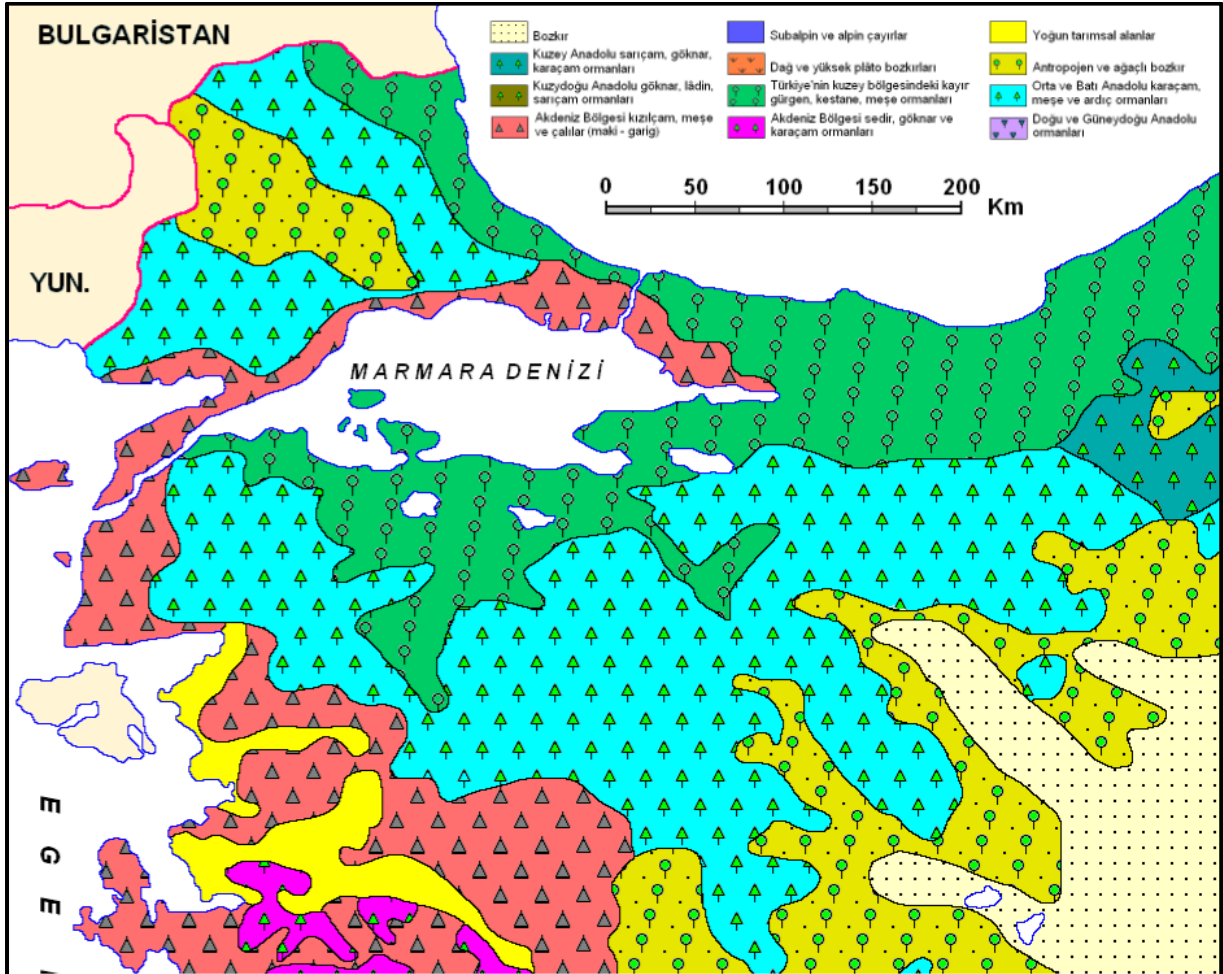 BULGARİSTAN
Bozkır
Kuzey Anadolu sarıçam, göknar,
karaçam ormanları
Kuzydoğu Anadolu göknar, lâdin,
sarıçam ormanları
Akdeniz Bölgesi kızılçam, meşe
ve çalılar (maki - garig)
Subalpin ve alpin çayırlar
Dağ ve yüksek plâto bozkırları
Türkiye'nin kuzey bölgesindeki kayır
gürgen, kestane, meşe ormanları
Akdeniz Bölgesi sedir, göknar ve
karaçam ormanları
Yoğun tarımsal alanlar
Antropojen ve ağaçlı bozkır
Orta ve Batı Anadolu karaçam,
meşe ve ardıç ormanları
Doğu ve Güneydoğu Anadolu
ormanları
0 50 100 150 200
Km
YUN.
MARMARA DENİZİ
EGE